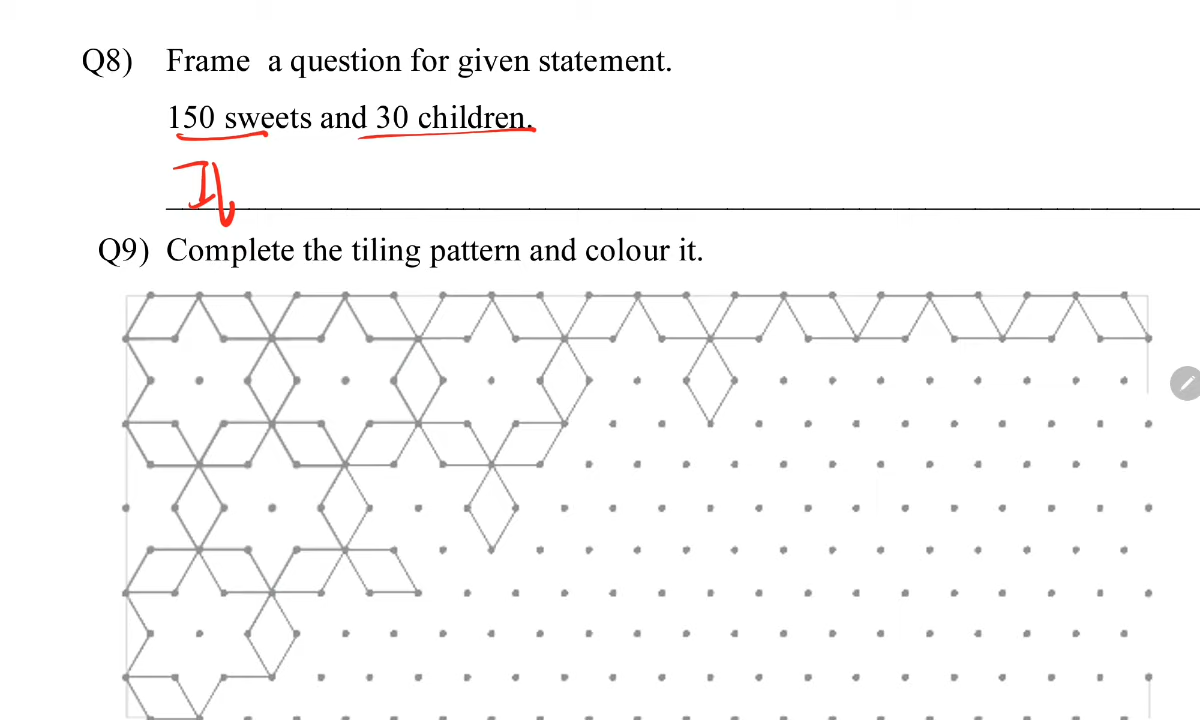 Q8) Frame a question for given statement.
150 sweets and 30 children.
If
Q9) Complete the tiling pattern and colour it.